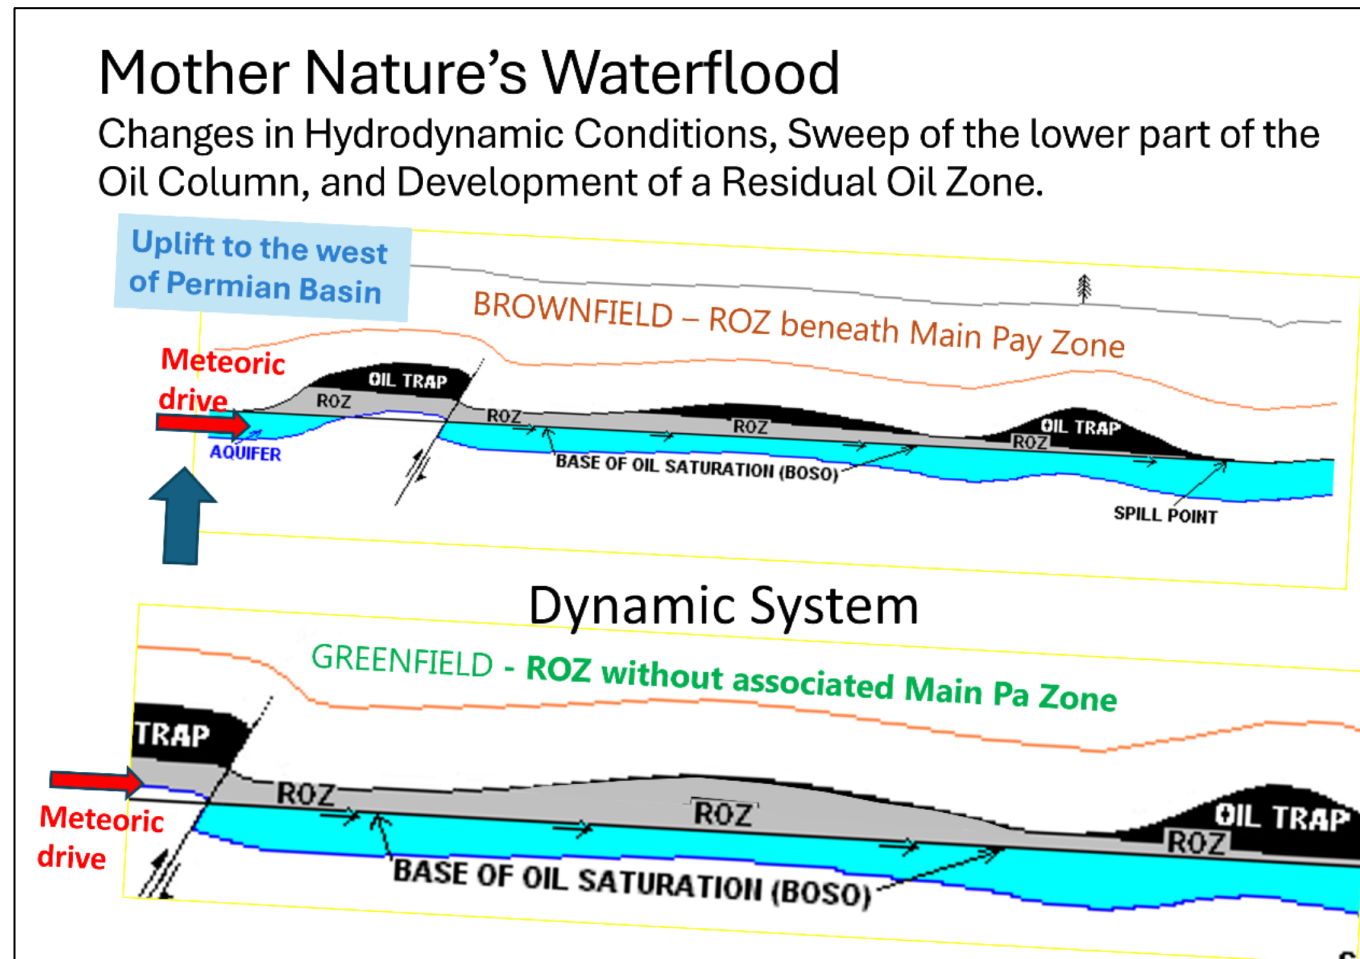 Mother Nature’s Waterflood
Changes in Hydrodynamic Conditions, Sweep of the lower part of the
Oil Column, and Development of a Residual Oil Zone.
Uplift to the west
of Permian Basin
BROWNFIELD – ROZ beneath Main Pay Zone
Meteoric
drive
OIL TRAP
ROZ
ROZ
ROZ
OIL TRAP
ROZ
AQUIFER
BASE OF OIL SATURATION (BOSO)
SPILL POINT
Dynamic System
GREENFIELD - ROZ without associated Main Pa Zone
TRAP
ROZ
ROZ
OIL TRAP
ROZ
Meteoric
drive
BASE OF OIL SATURATION (BOSO)